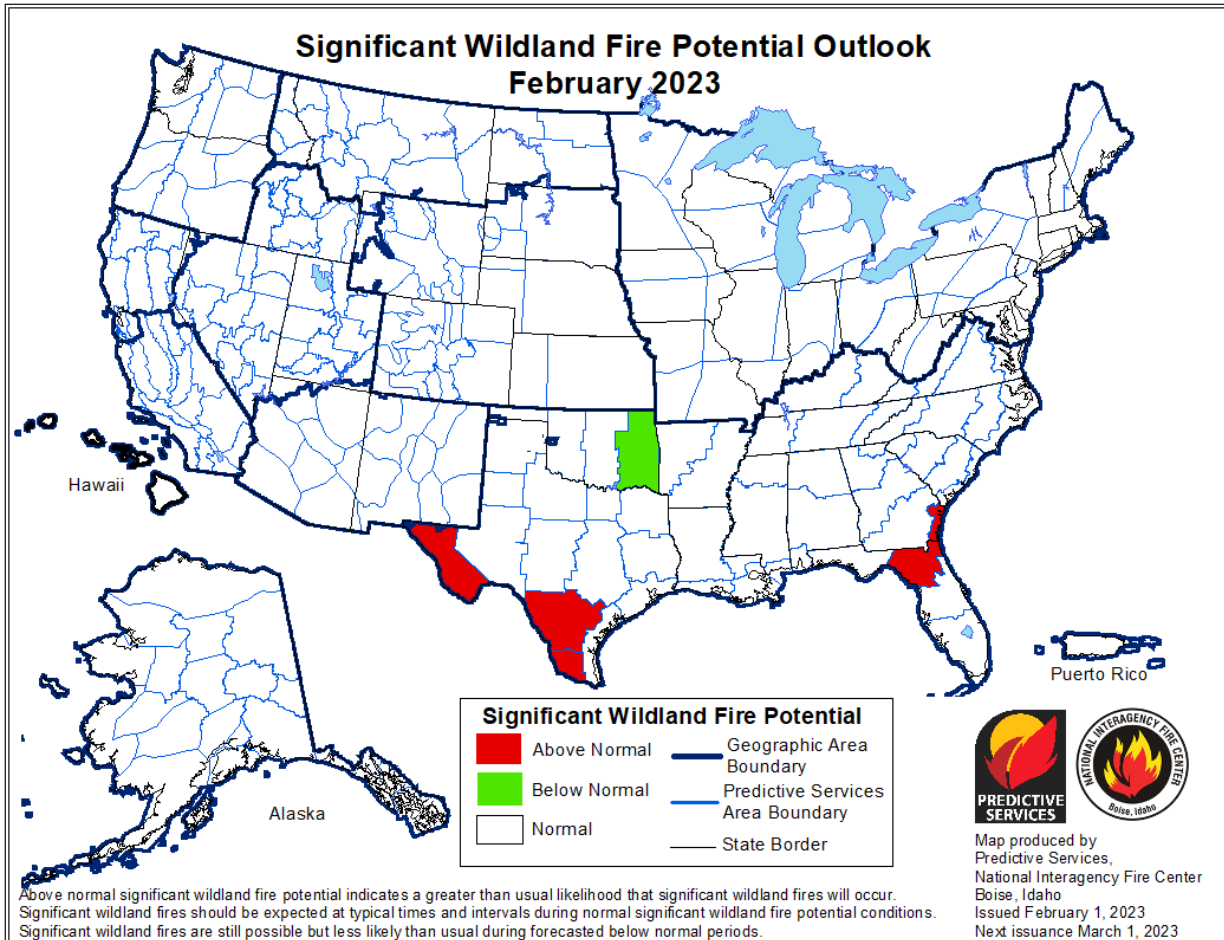 Significant Wildland Fire Potential Outlook
February 2023
Hawaii
Alaska
Puerto Rico
Significant Wildland Fire Potential
Above Normal
Below Normal
Normal
Geographic Area
Boundary
Predictive Services
Area Boundary
State Border
PREDICTIVE
SERVICES
NATIONAL INTERAGENCY FIRE CENTER
Boise, Idaho
Map produced by
Predictive Services,
National Interagency Fire Center
Boise, Idaho
Issued February 1, 2023
Next issuance March 1, 2023
Above normal significant wildland fire potential indicates a greater than usual likelihood that significant wildland fires will occur.
Significant wildland fires should be expected at typical times and intervals during normal significant wildland fire potential conditions.
Significant wildland fires are still possible but less likely than usual during forecasted below normal periods.